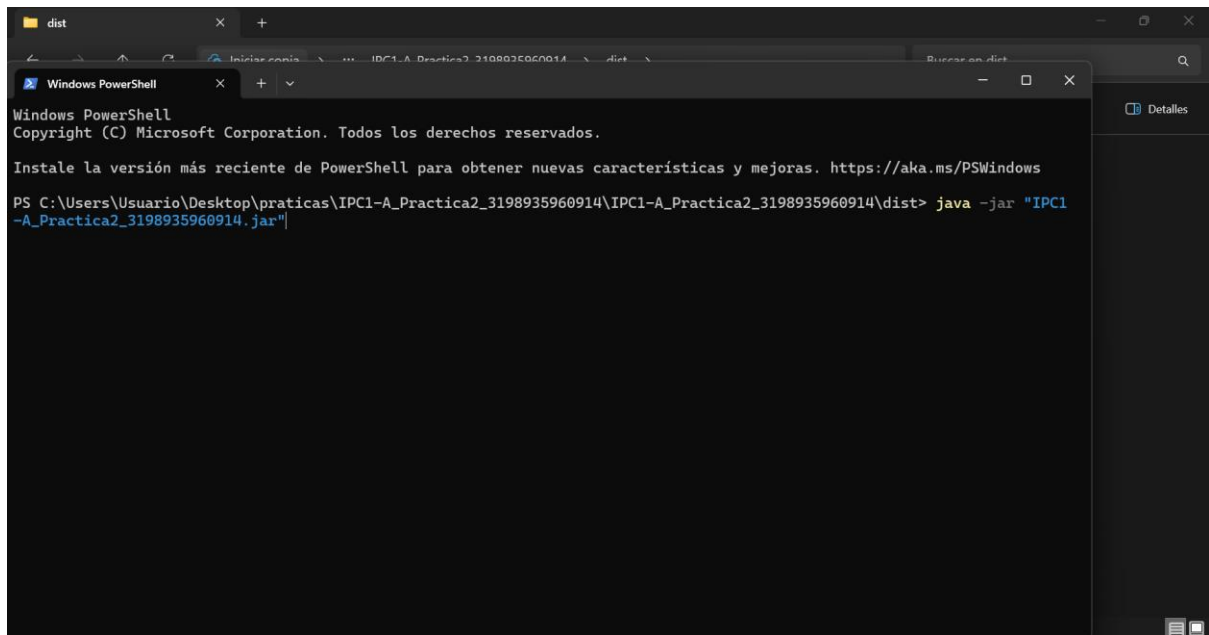 dist
Iniciar copia > ... IPC1-A_Practica2_3198935960914 > dist >
Buscar en dist
Windows PowerShell
Detalles
Windows PowerShell
Copyright (C) Microsoft Corporation. Todos los derechos reservados.
Instale la versión más reciente de PowerShell para obtener nuevas características y mejoras. https://aka.ms/PSWindows
PS C:\Users\Usuario\Desktop\praticas\IPC1-A_Practica2_3198935960914\IPC1-A_Practica2_3198935960914\dist> java -jar "IPC1
-A_Practica2_3198935960914.jar"